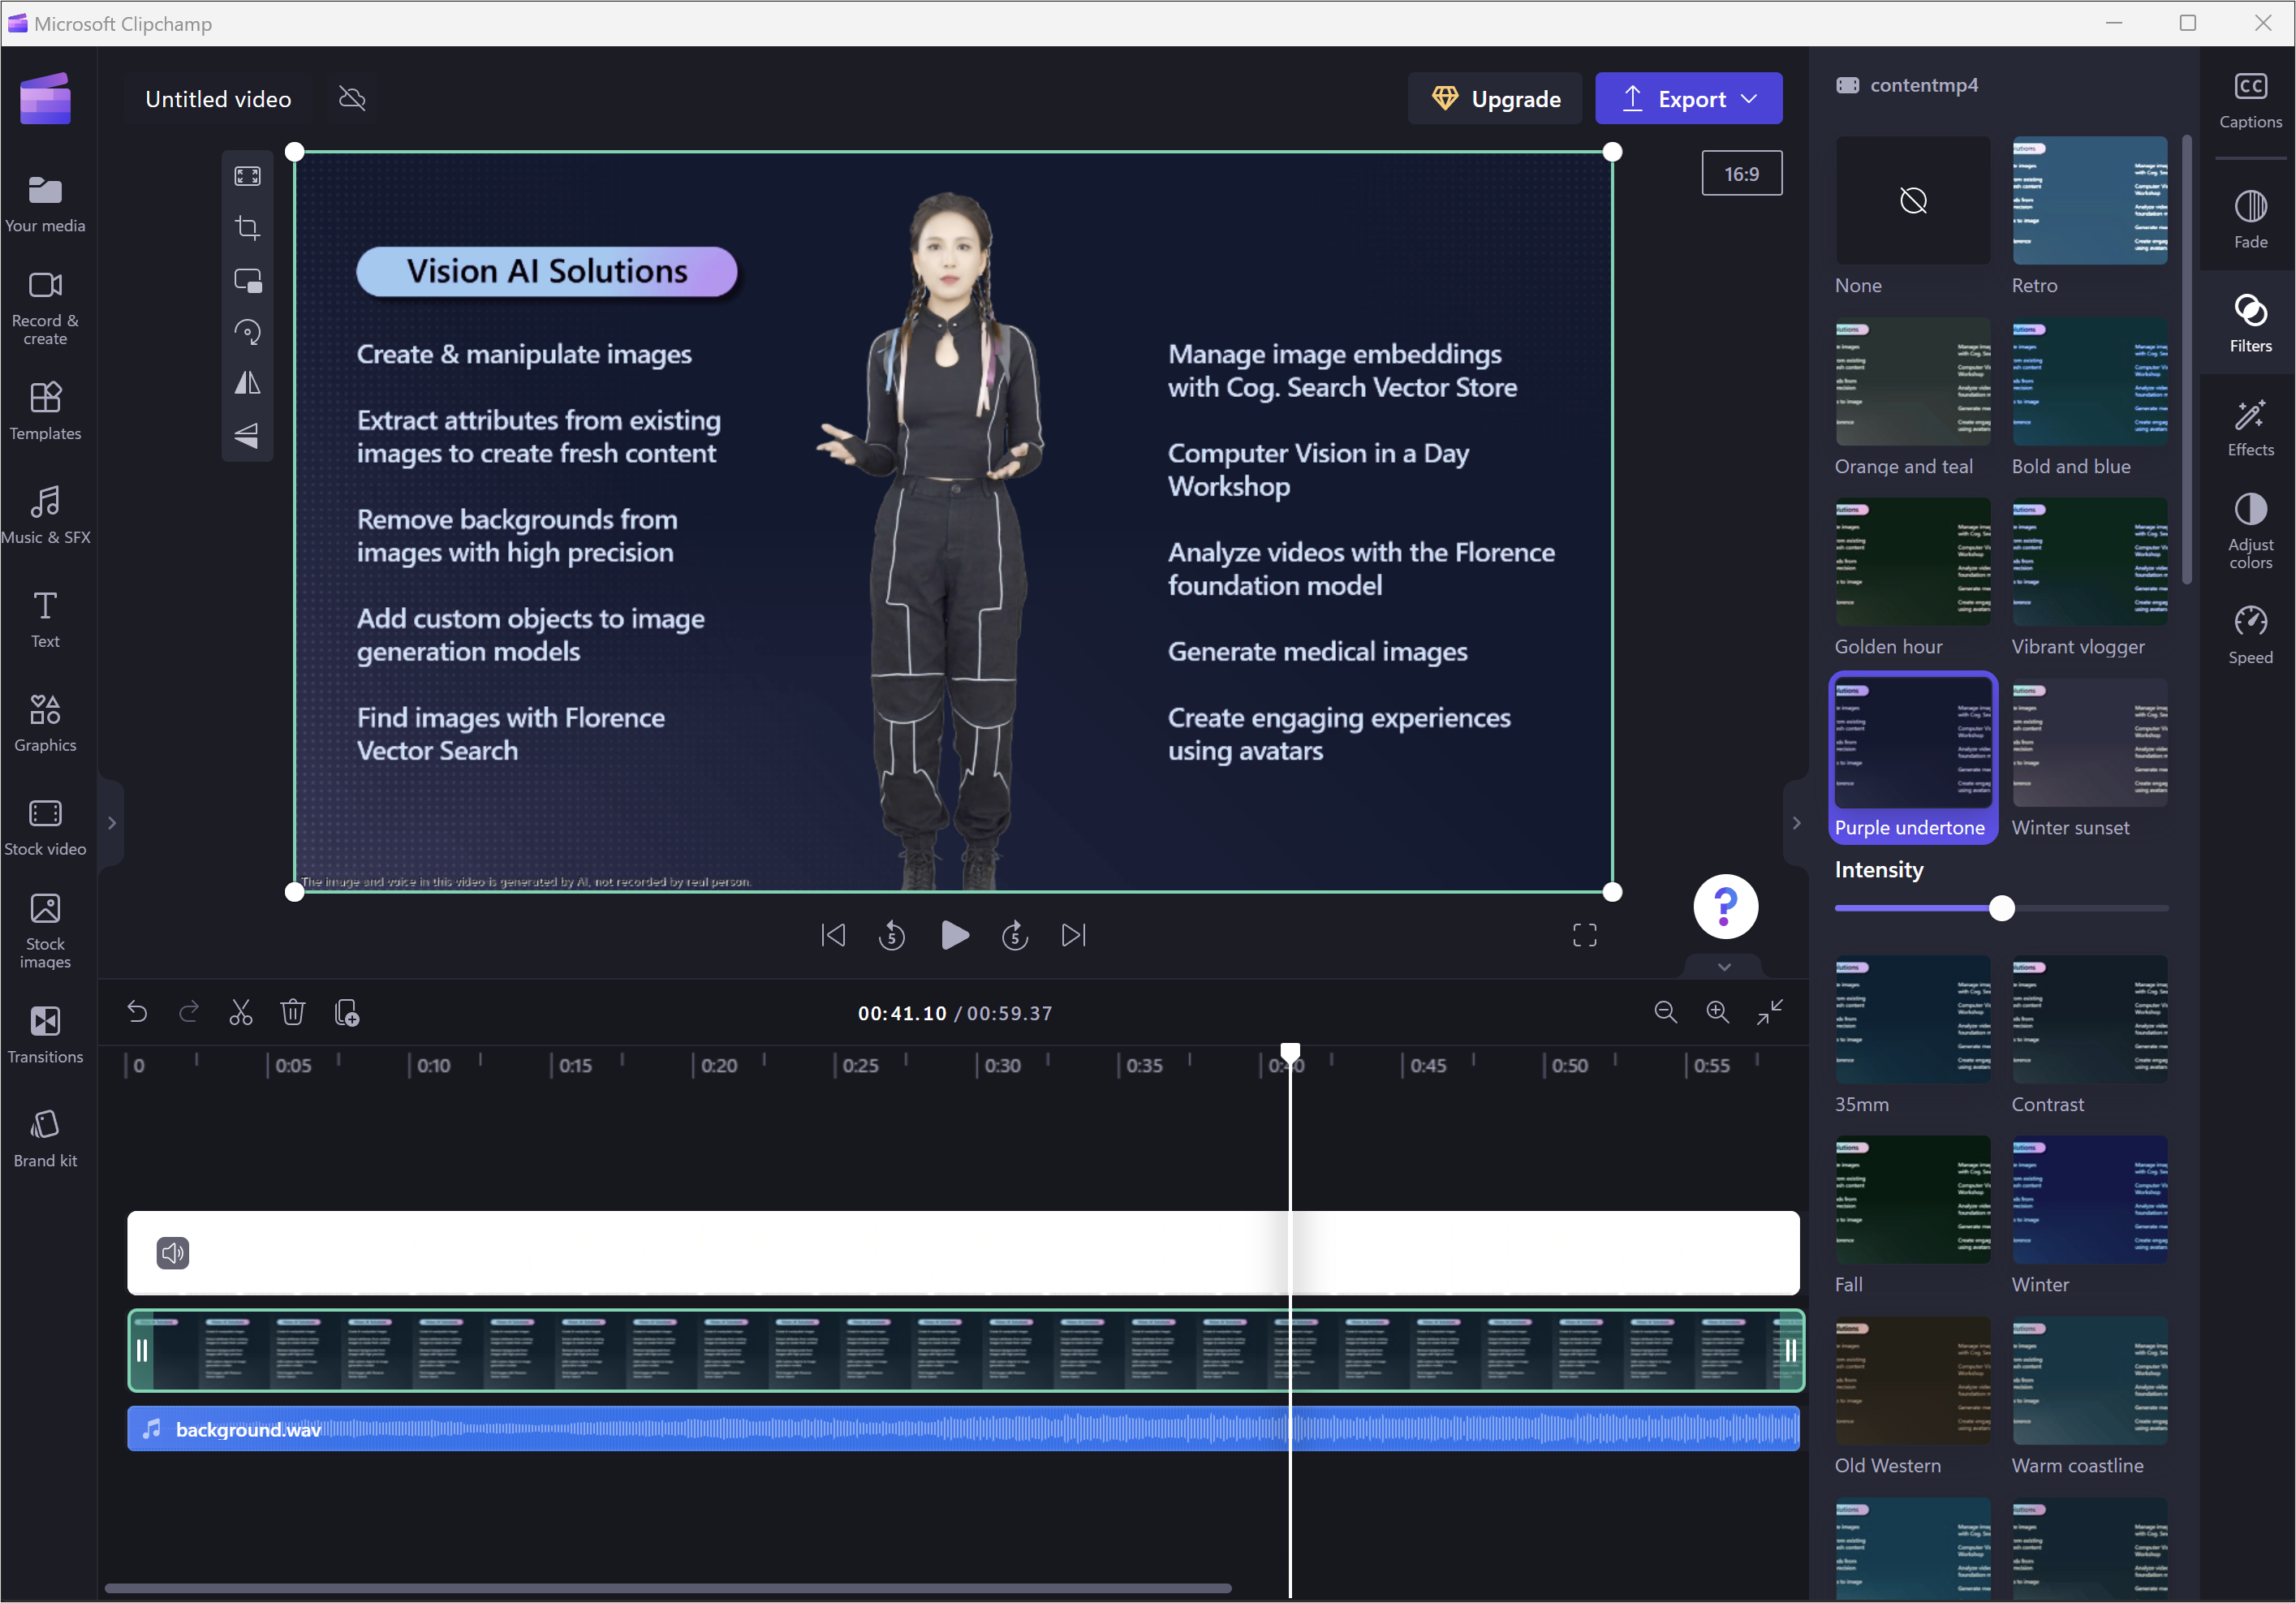 Microsoft Clipchamp
Untitled video
Upgrade
Export
16:9
Your media
Record &
create
Templates
Music & SFX
Text
Graphics
Stock video
Stock
images
Transitions
Brand kit
Vision AI Solutions
Create & manipulate images
Extract attributes from existing
images to create fresh content
Remove backgrounds from
images with high precision
Add custom objects to image
generation models
Find images with Florence
Vector Search
Manage image embeddings
with Cog. Search Vector Store
Computer Vision in a Day
Workshop
Analyze videos with the Florence
foundation model
Generate medical images
Create engaging experiences
using avatars
The image and voice in this video is generated by AI, not recorded by real person.
5
5
?
00:41.10 / 00:59.37
0
0:05
0:10
0:15
0:20
0:25
0:30
0:35
0:40
0:45
0:50
0:55
background.wav
contentmp4
None
Retro
Orange and teal
Bold and blue
Golden hour
Vibrant vlogger
Purple undertone
Winter sunset
Intensity
35mm
Contrast
Fall
Winter
Old Western
Warm coastline
CC
Captions
Fade
Filters
Effects
Adjust
colors
Speed